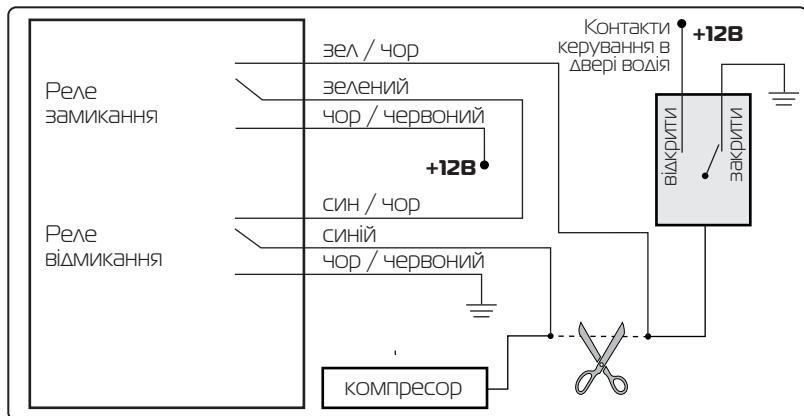 зел / чор
Контакти
керування в
двері водія
+12В
Реле
замикання
зелений
чор / червоний
+12В
відкрити
закрити
син / чор
Реле
відмикання
синій
чор / червоний
компресор